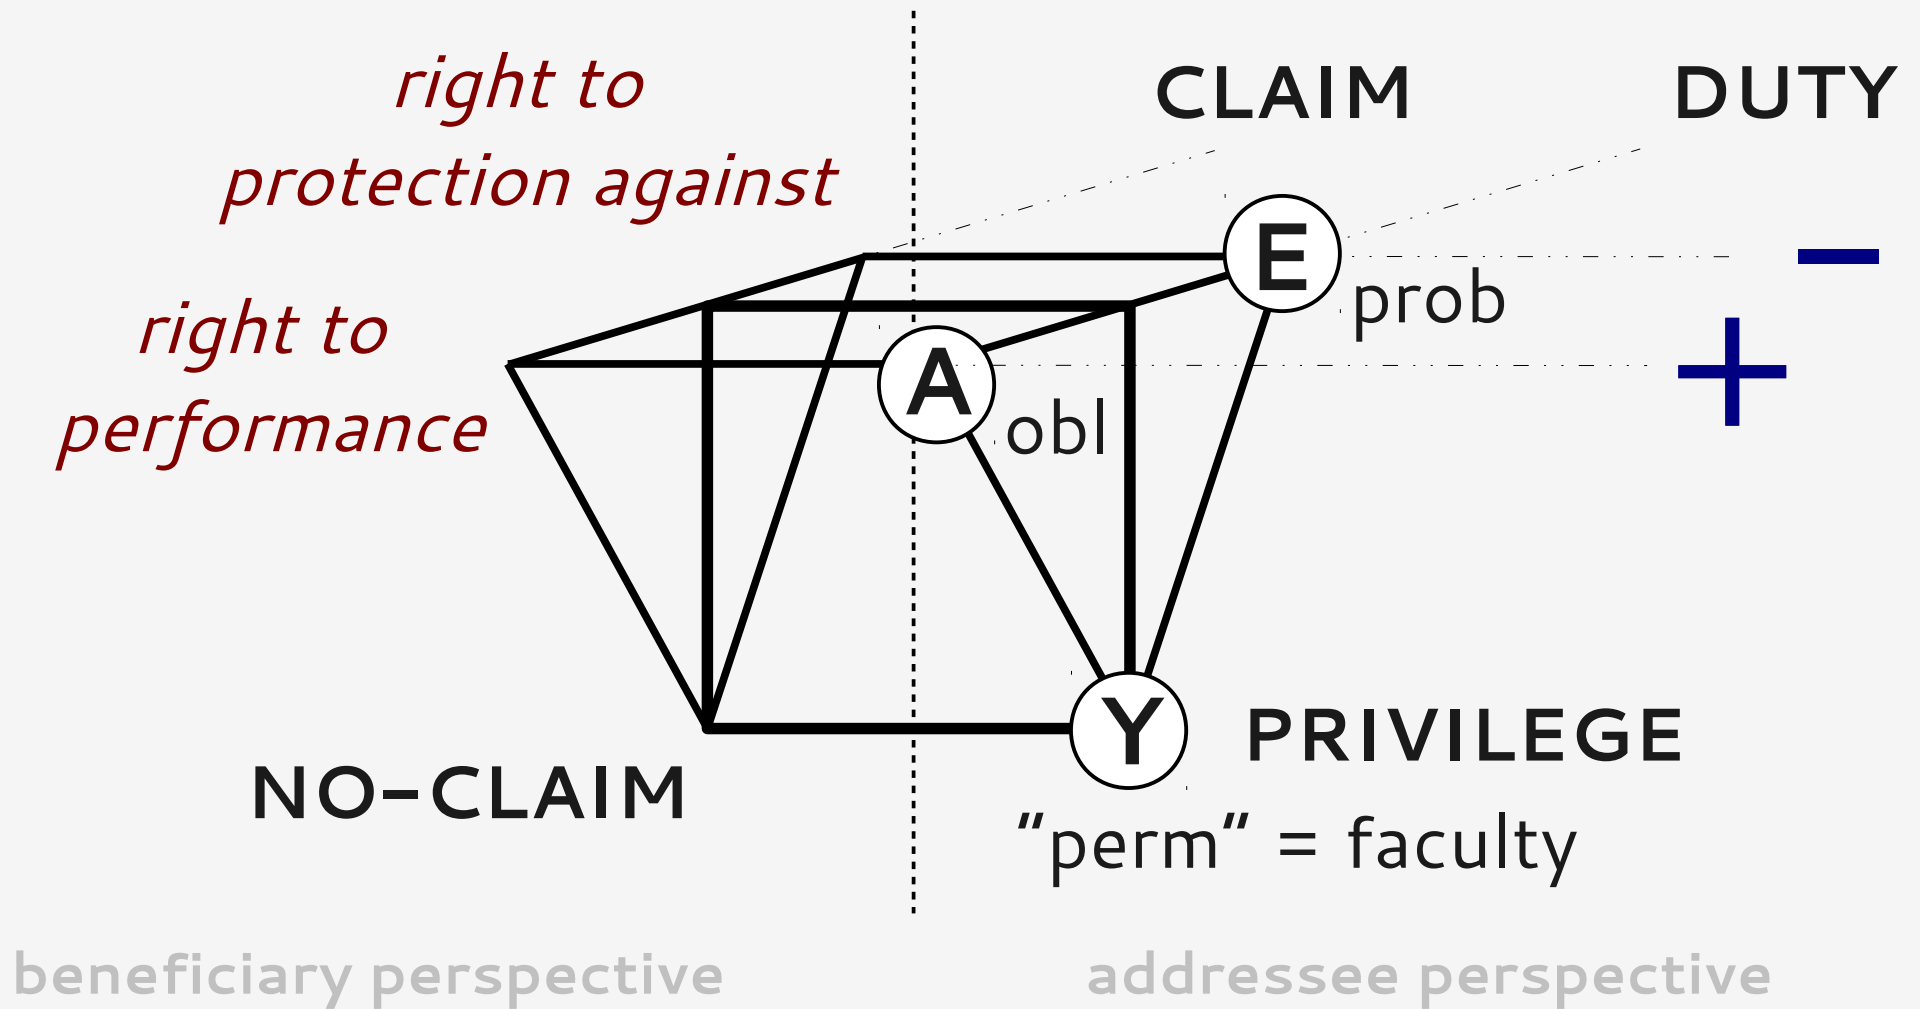 right to
protection against
CLAIM
DUTY
E
−
prob
right to
performance
A
+
obl
Y
PRIVILEGE
NO-CLAIM
“perm“ = faculty
beneficiary perspective
addressee perspective